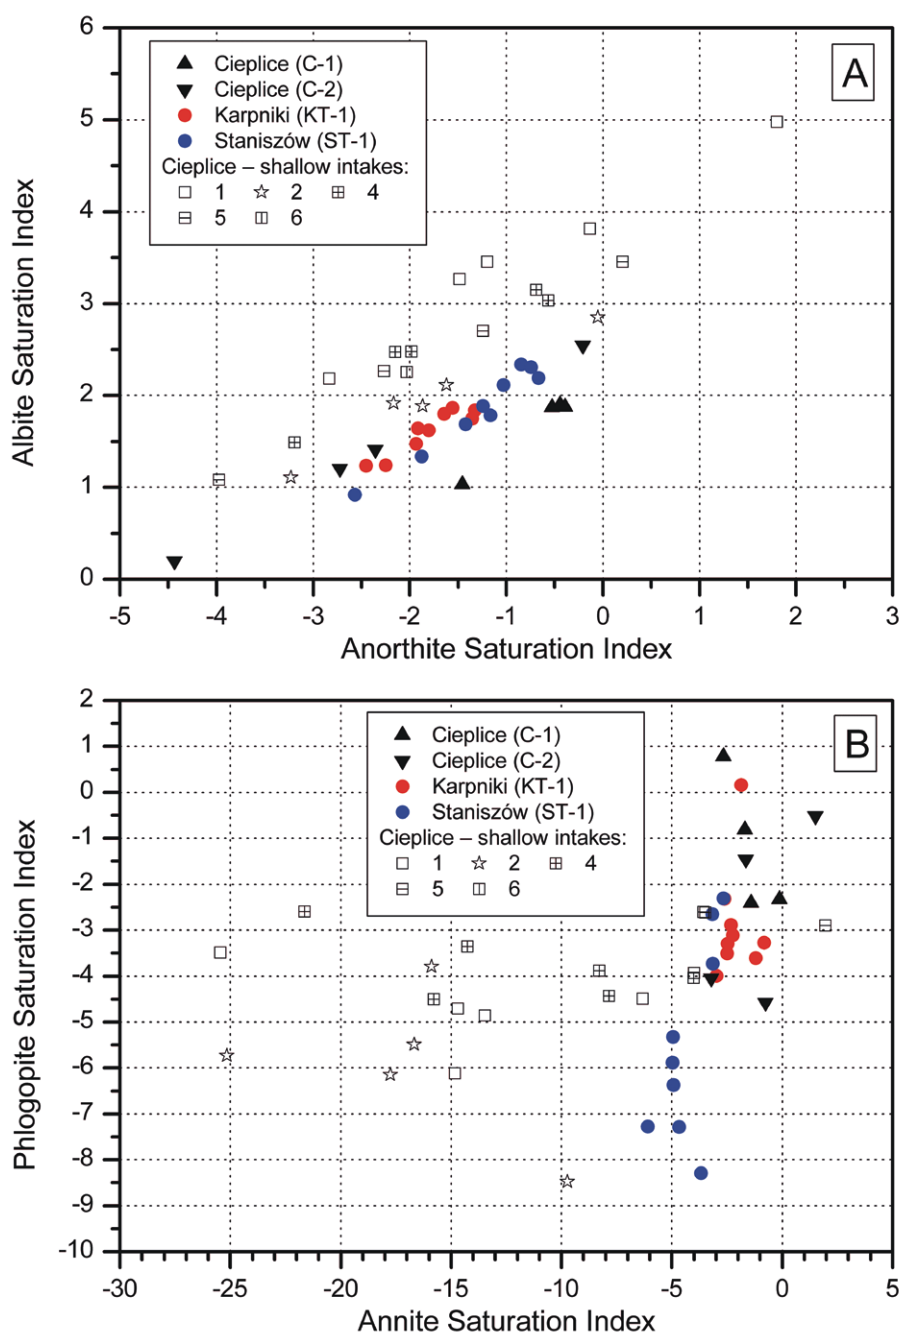 6
5
4
3
2
1
0
Albite Saturation Index
Cieplice (C-1)
Cieplice (C-2)
Karpniki (KT-1)
Staniszów (ST-1)
Cieplice – shallow intakes:
1 2 4
5 6
A
-5 -4 -3 -2 -1 0 1 2 3
Anorthite Saturation Index
2
1
0
-1
-2
-3
-4
-5
-6
-7
-8
-9
-10
Phlogopite Saturation Index
Cieplice (C-1)
Cieplice (C-2)
Karpniki (KT-1)
Staniszów (ST-1)
Cieplice – shallow intakes:
1 2 4
5 6
B
-30 -25 -20 -15 -10 -5 0 5
Annite Saturation Index